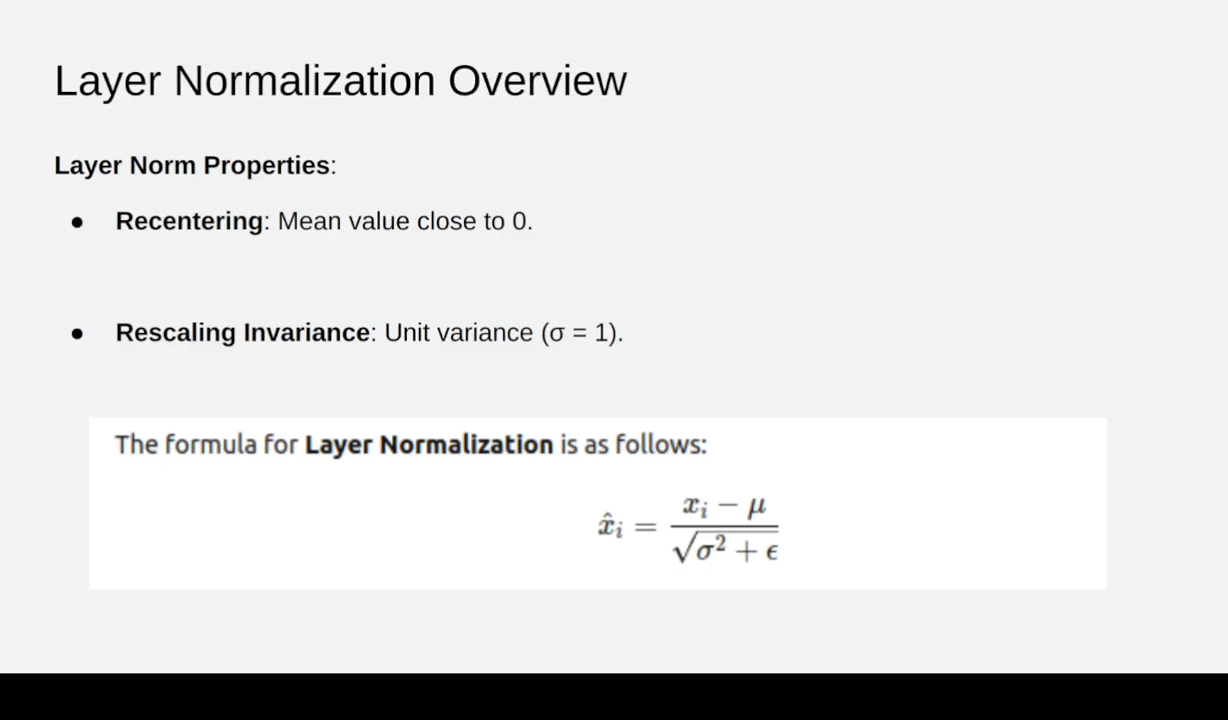 Layer Normalization Overview
Layer Norm Properties:
● Recentering: Mean value close to 0.
● Rescaling Invariance: Unit variance (σ = 1).
The formula for Layer Normalization is as follows:
x̂ᵢ = (xᵢ − μ) / √(σ² + ϵ)